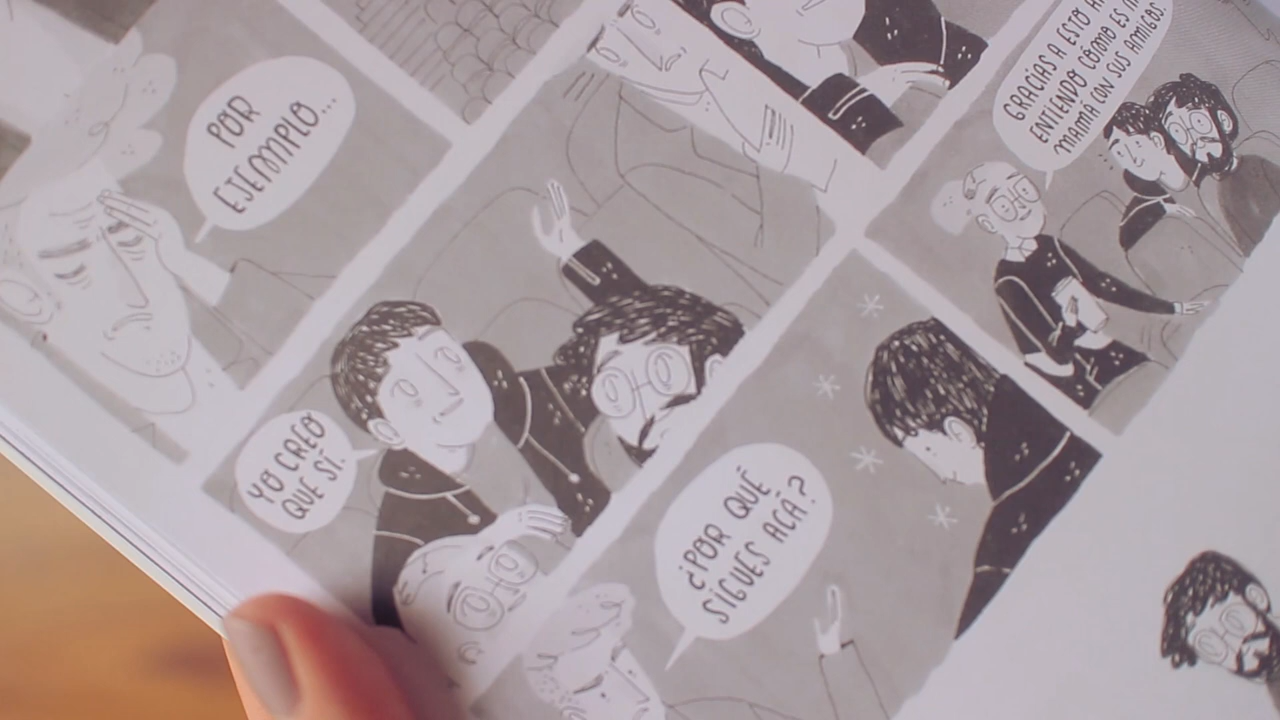 POR
EJEMPLO...
YO CREO
QUE SÍ.
¿POR QUÉ
SIGUES ACÁ?
GRACIAS A ESTO
ENTIENDO CÓMO ES MI
MAMÁ CON SUS AMIGOS